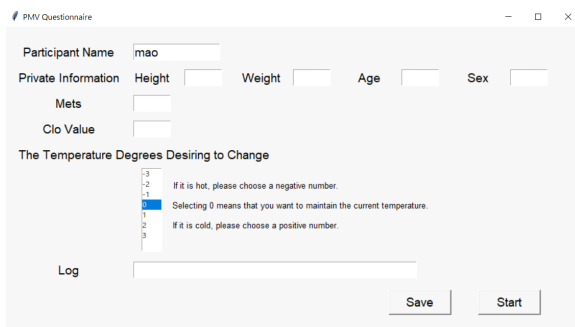 PMV Questionnaire
Participant Name mao
Private Information Height Weight Age Sex
Mets
Clo Value
The Temperature Degrees Desiring to Change
-3
-2 If it is hot, please choose a negative number.
-1
0 Selecting 0 means that you want to maintain the current temperature.
1
2 If it is cold, please choose a positive number.
3
Log
Save Start